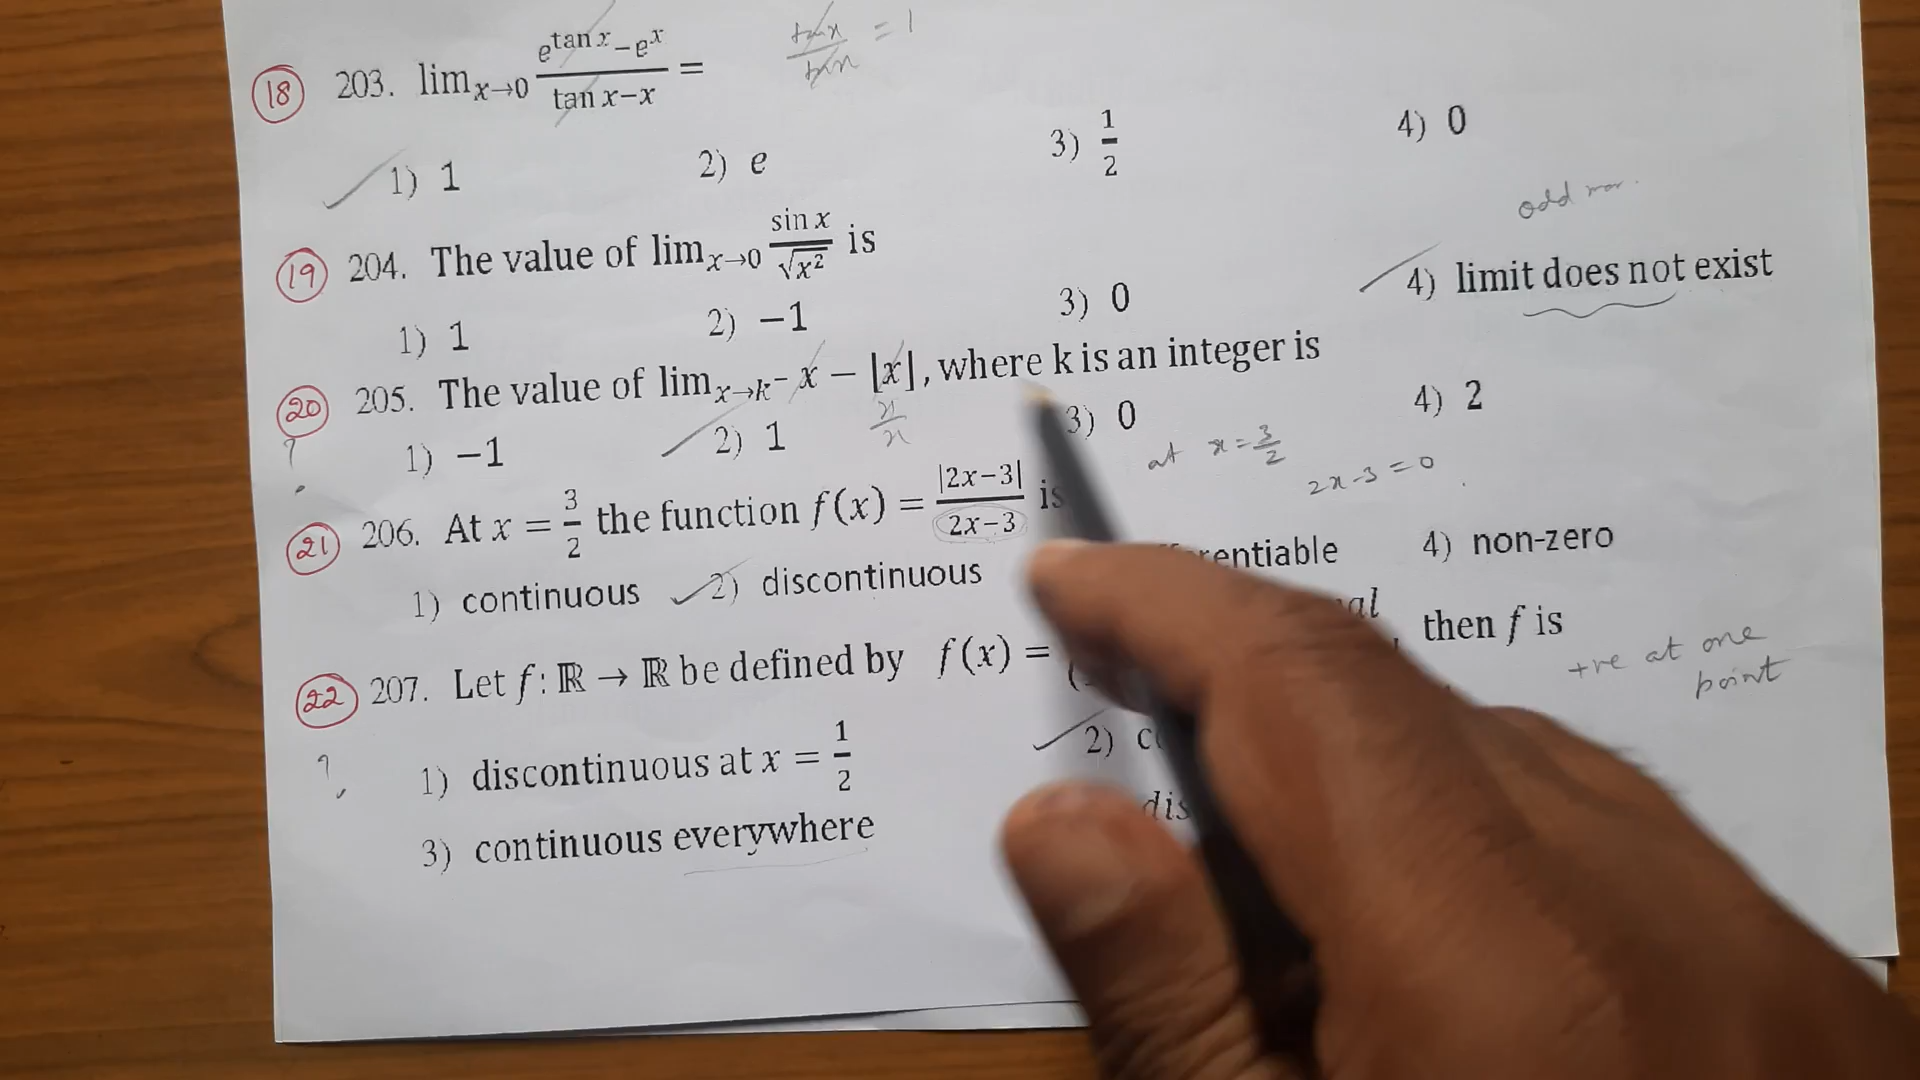 18 203. lim x→0 (e^tan x − e^x)/(tan x − x) = tan x/tan x = 1
1) 1 2) e 3) 1/2 4) 0
19 204. The value of lim x→0 sin x/√x² is odd
1) 1 2) −1 3) 0 4) limit does not exist
20 205. The value of lim x→k⁻ x − ⌊x⌋, where k is an integer is
? 1) −1 2) 1 x/x 3) 0 4) 2
at x = 3/2 2x-3 = 0
21 206. At x = 3/2 the function f(x) = |2x−3|/(2x−3) is
1) continuous 2) discontinuous rentiable 4) non-zero
22 207. Let f: ℝ → ℝ be defined by f(x) = then f is
+ve at one
point
? 1) discontinuous at x = 1/2 2)
3) continuous everywhere dis